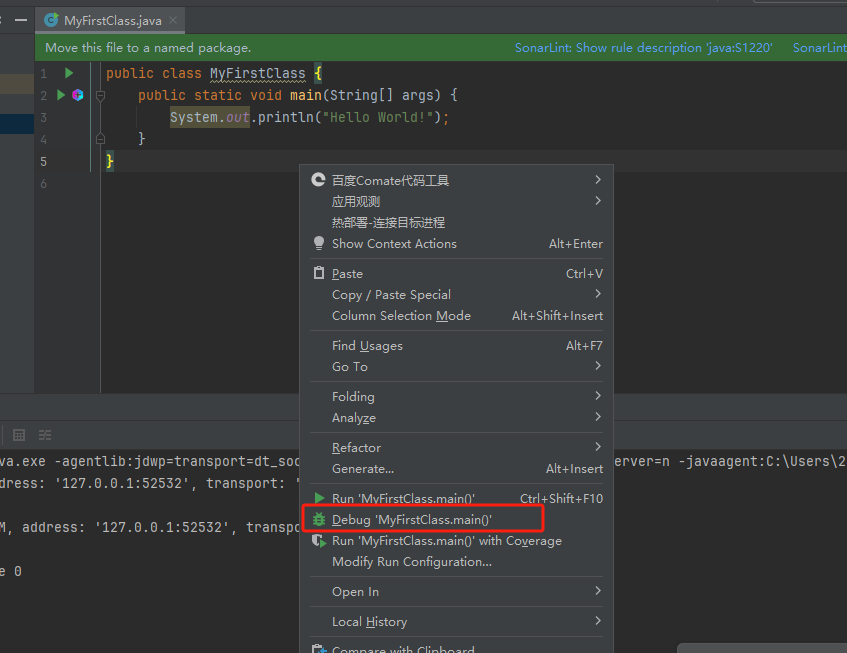 MyFirstClass.java
Move this file to a named package. SonarLint: Show rule description 'java:S1220' SonarLint
1 public class MyFirstClass {
2 public static void main(String[] args) {
3 System.out.println("Hello World!");
4 }
5 }
6
百度Comate代码工具
应用观测
热部署-连接目标进程
Show Context Actions Alt+Enter
Paste Ctrl+V
Copy / Paste Special
Column Selection Mode Alt+Shift+Insert
Find Usages Alt+F7
Go To
Folding
Analyze
Refactor
Generate... Alt+Insert
Run 'MyFirstClass.main()' Ctrl+Shift+F10
Debug 'MyFirstClass.main()'
Run 'MyFirstClass.main()' with Coverage
Modify Run Configuration...
Open In
Local History
Compare with Clipboard
va.exe -agentlib:jdwp=transport=dt_soc erver=n -javaagent:C:\Users\2
dress: '127.0.0.1:52532', transport: '
M, address: '127.0.0.1:52532', transpo
e 0